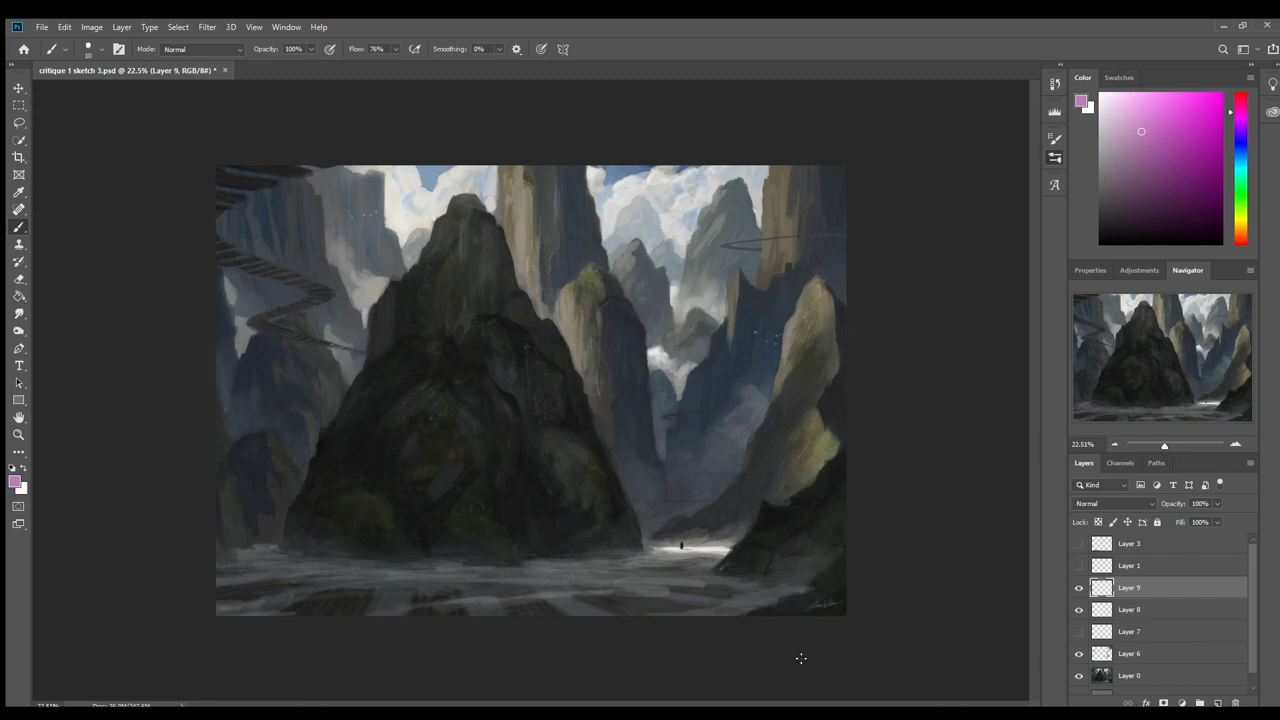 Ps File Edit Image Layer Type Select Filter 3D View Window Help
10 Mode: Normal Opacity: 100% Flow: 76% Smoothing: 0%
critique 1 sketch 3.psd @ 22.5% (Layer 9, RGB/8#) *
Color Swatches
Properties Adjustments Navigator
22.51%
Layers Channels Paths
Kind
Normal Opacity: 100%
Lock: Fill: 100%
Layer 3
Layer 1
Layer 9
Layer 8
Layer 7
Layer 6
Layer 0